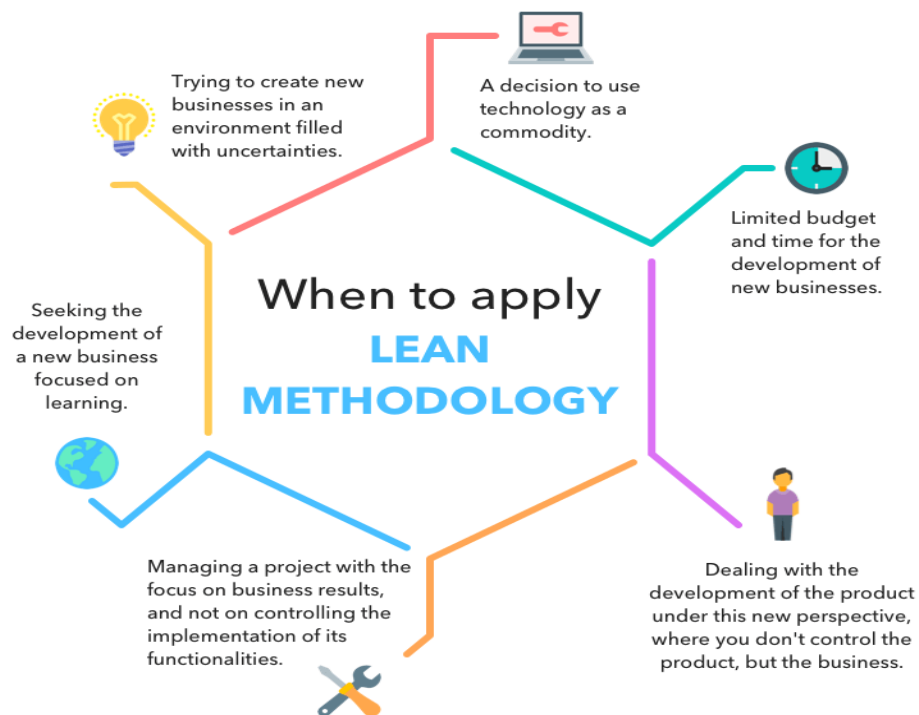 Trying to create new
businesses in an
environment filled
with uncertainties.
A decision to use
technology as a
commodity.
Limited budget
and time for the
development of
new businesses.
When to apply
LEAN
METHODOLOGY
Seeking the
development of
a new business
focused on
learning.
Managing a project with the
focus on business results,
and not on controlling the
implementation of its
functionalities.
Dealing with the
development of the product
under this new perspective,
where you don't control the
product, but the business.